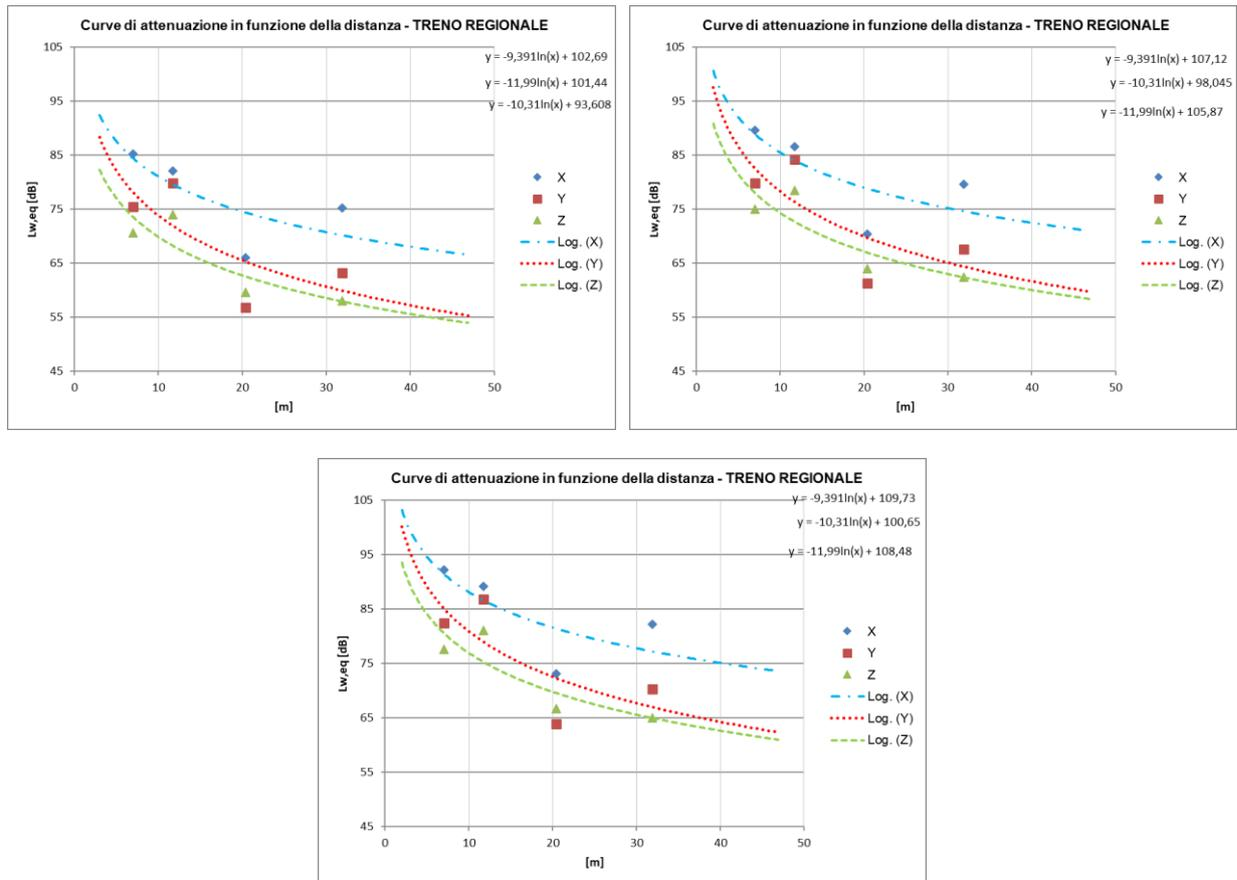 Curve di attenuazione in funzione della distanza - TRENO REGIONALE
y = -9,391ln(x) + 102,69
y = -11,99ln(x) + 101,44
y = -10,31ln(x) + 93,608
105
95
85
75
65
55
45
Lw,eq [dB]
0 10 20 30 40 50
[m]
X
Y
Z
Log. (X)
Log. (Y)
Log. (Z)
Curve di attenuazione in funzione della distanza - TRENO REGIONALE
y = -9,391ln(x) + 107,12
y = -10,31ln(x) + 98,045
y = -11,99ln(x) + 105,87
105
95
85
75
65
55
45
Lw,eq [dB]
0 10 20 30 40 50
[m]
X
Y
Z
Log. (X)
Log. (Y)
Log. (Z)
Curve di attenuazione in funzione della distanza - TRENO REGIONALE
y = -9,391ln(x) + 109,73
y = -10,31ln(x) + 100,65
y = -11,99ln(x) + 108,48
105
95
85
75
65
55
45
Lw,eq [dB]
0 10 20 30 40 50
[m]
X
Y
Z
Log. (X)
Log. (Y)
Log. (Z)